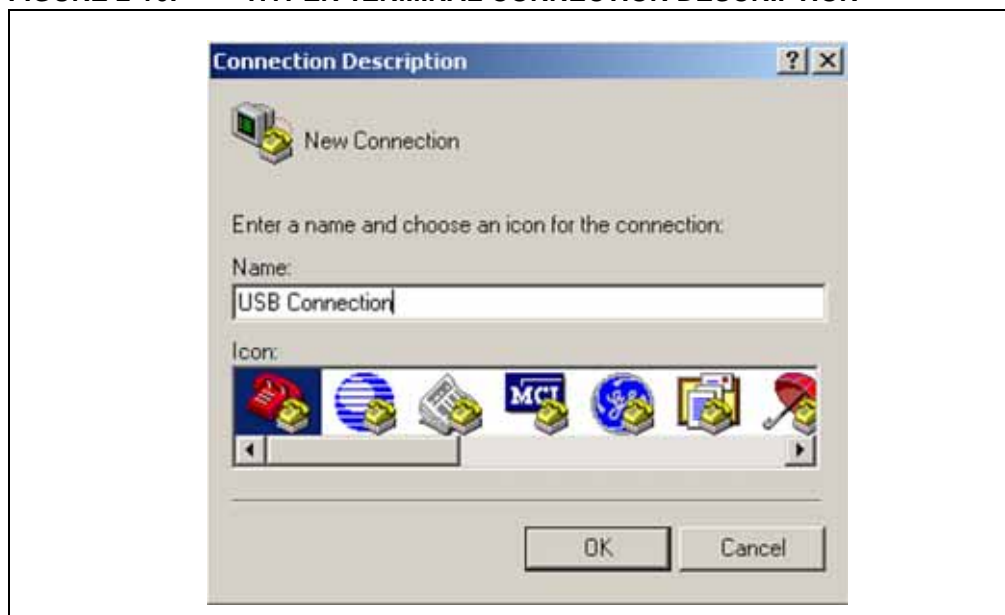 Connection Description
New Connection
Enter a name and choose an icon for the connection:
Name:
USB Connection
Icon:
MCI
OK
Cancel